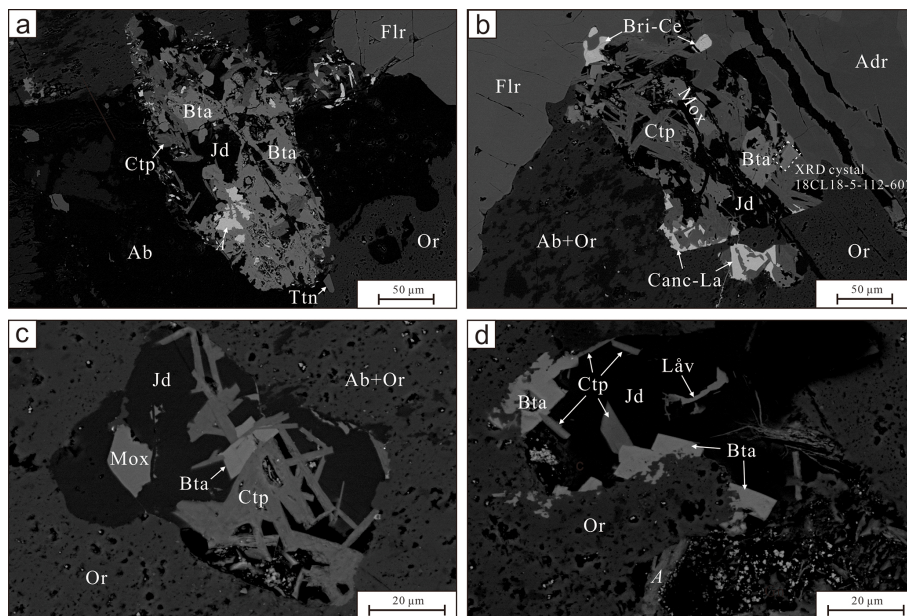 a
Flr
Bta
Ctp
Jd
Bta
Ab
Or
Ttn
50 µm
b
Bri-Ce
Adr
Flr
Mox
Ctp
Bta
XRD cystal
18CL18-5-112-607
Jd
Ab+Or
Or
Canc-La
50 µm
c
Jd
Ab+Or
Mox
Bta
Ctp
Or
20 µm
d
Låv
Ctp
Jd
Bta
Bta
Or
A
20 µm